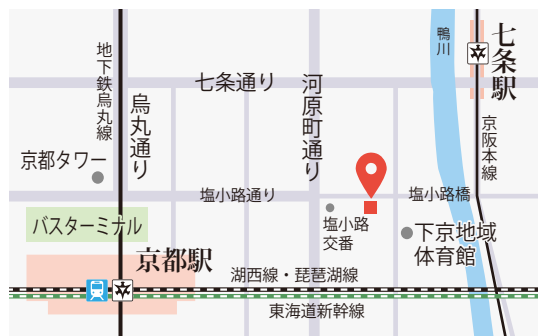 七条駅
鴨川
地下鉄烏丸線
烏丸通り
七条通り
河原町通り
京阪本線
京都タワー
塩小路通り
塩小路橋
塩小路
交番
下京地域
体育館
バスターミナル
京都駅
湖西線・琵琶湖線
東海道新幹線